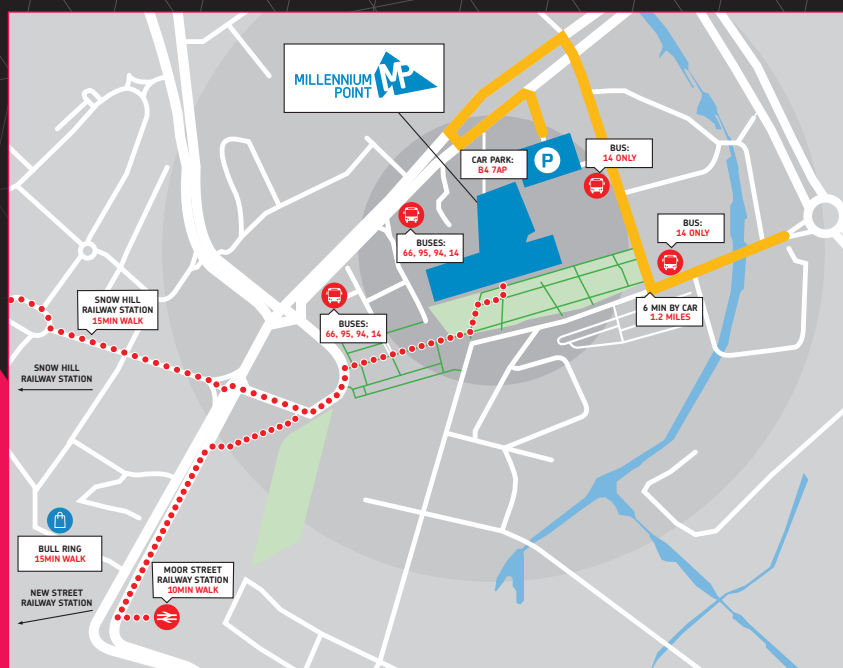 MILLENNIUM
POINT
MP
CAR PARK:
B4 7AP
P
BUS:
14 ONLY
BUS:
14 ONLY
BUSES:
66, 95, 94, 14
BUSES:
66, 95, 94, 14
6 MIN BY CAR
1.2 MILES
SNOW HILL
RAILWAY STATION
15MIN WALK
SNOW HILL
RAILWAY STATION
BULL RING
15MIN WALK
MOOR STREET
RAILWAY STATION
10MIN WALK
NEW STREET
RAILWAY STATION